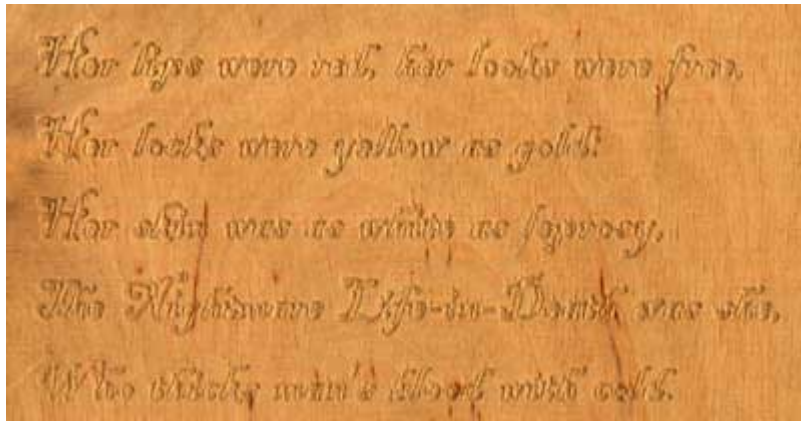 Her lips were red, her looks were free,
Her locks were yellow as gold:
Her skin was as white as leprosy,
The Nightmare Life-in-Death was she,
Who thicks man's blood with cold.